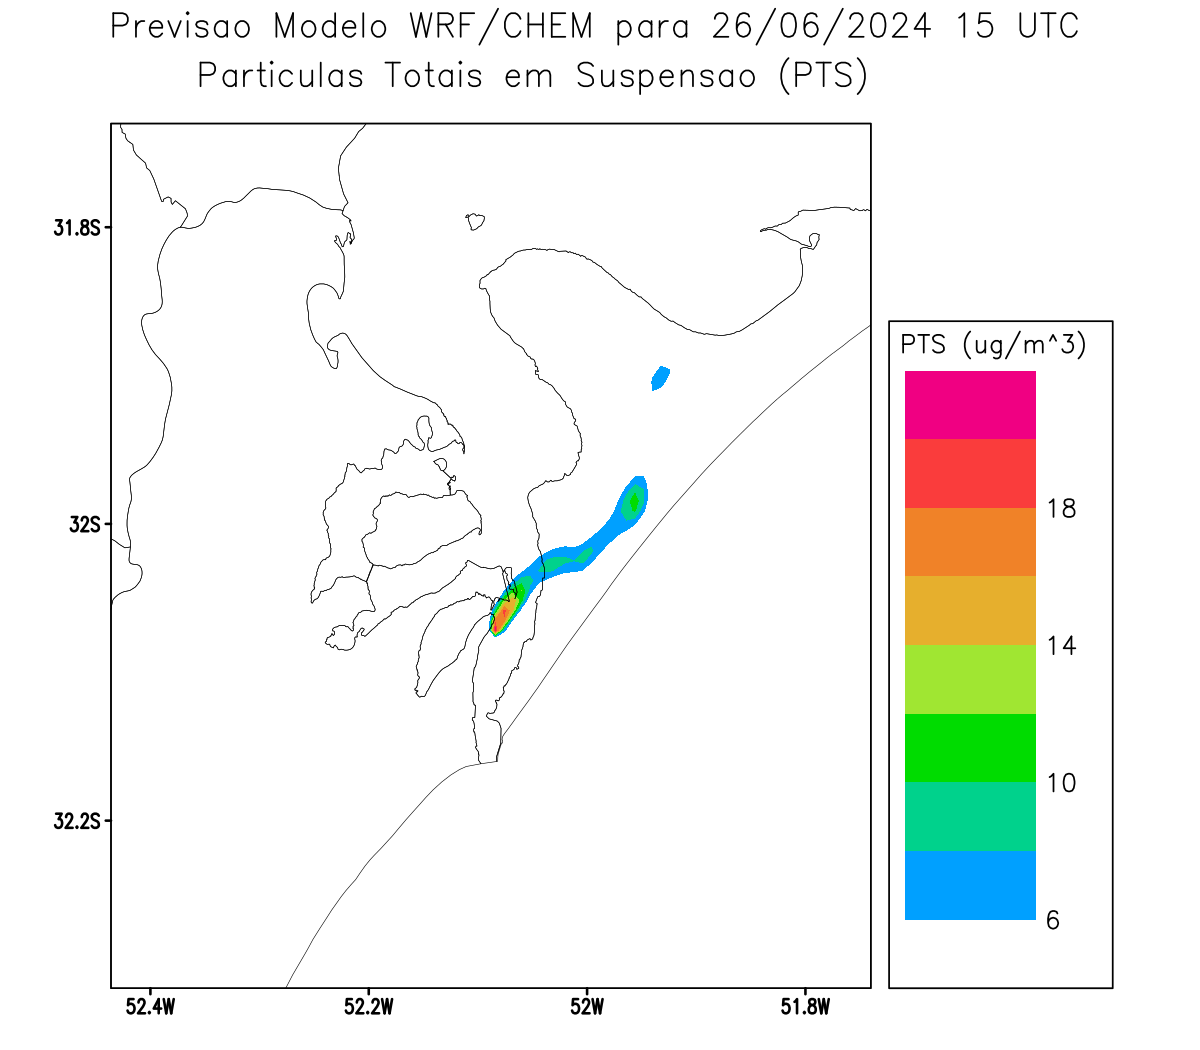 Previsao Modelo WRF/CHEM para 26/06/2024 15 UTC
Particulas Totais em Suspensao (PTS)
31.8S
32S
32.2S
52.4W
52.2W
52W
51.8W
PTS (ug/m^3)
18
14
10
6